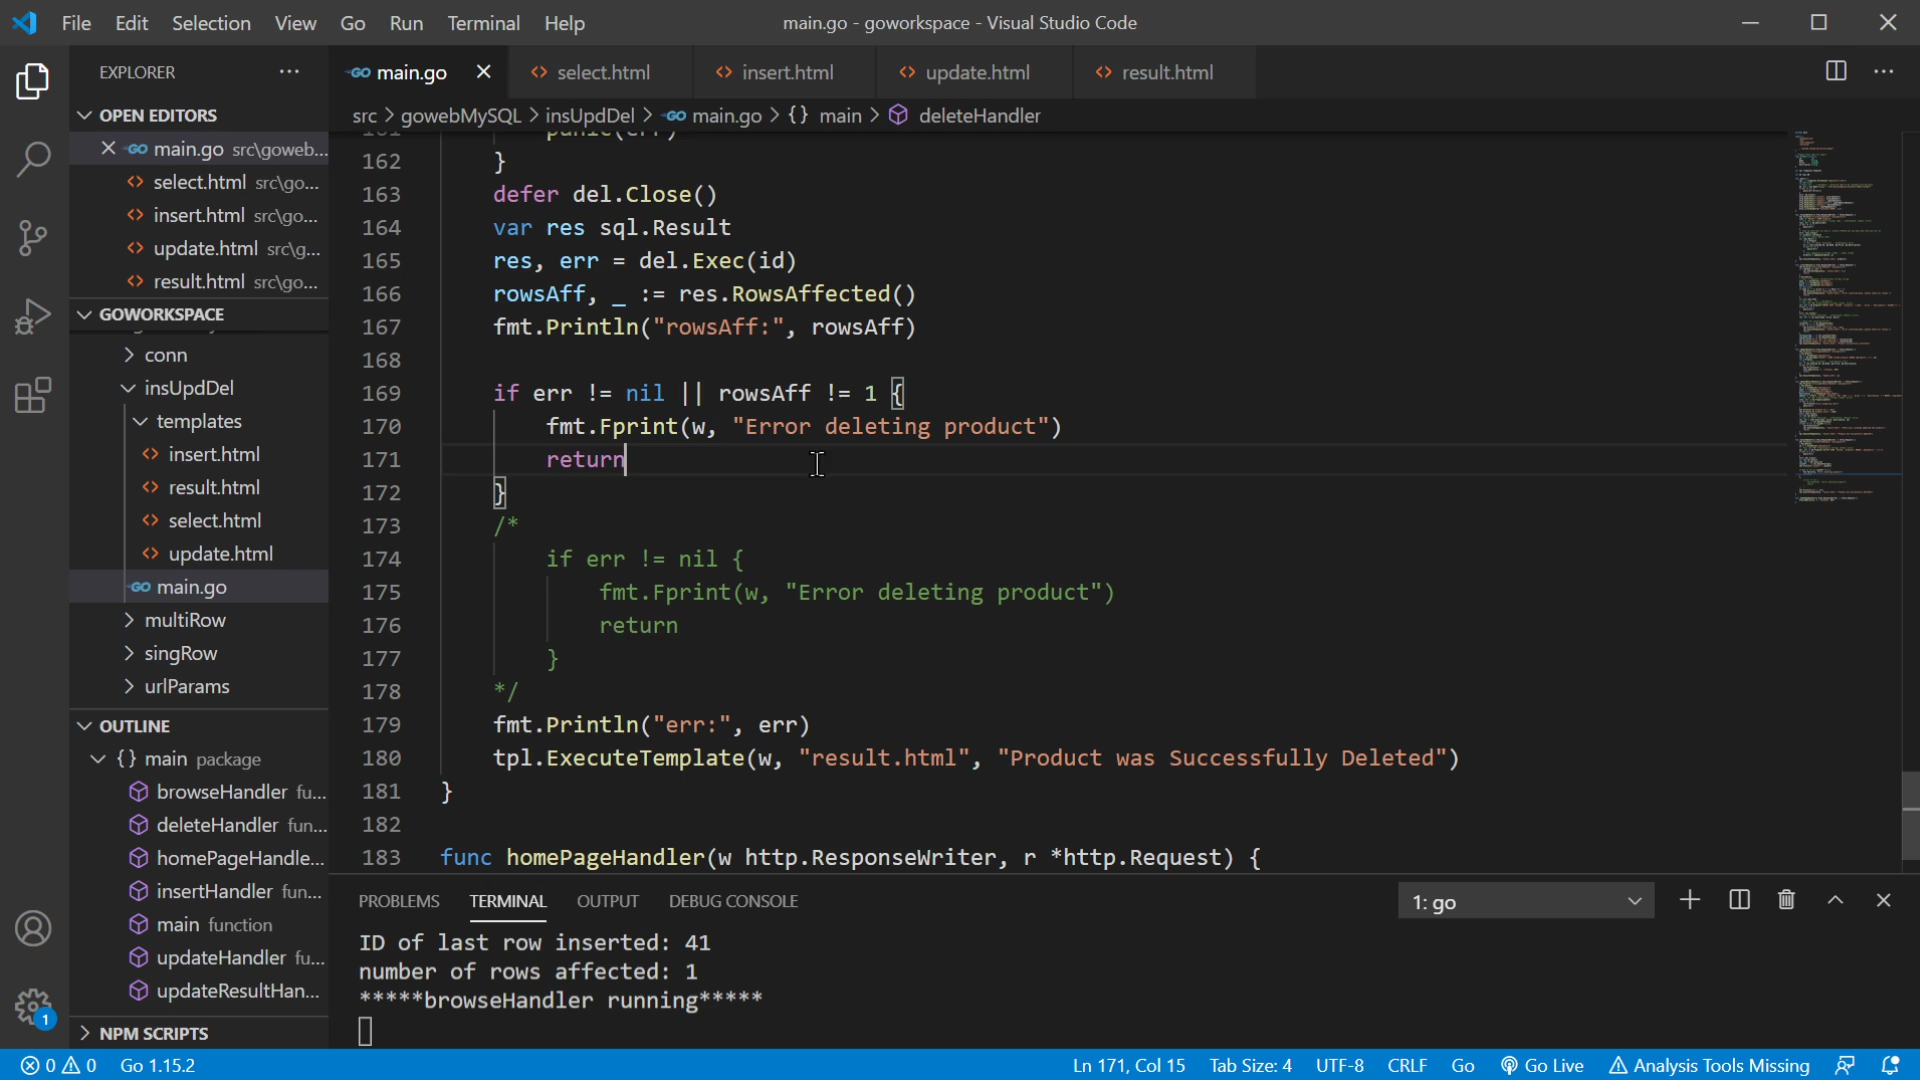 File Edit Selection View Go Run Terminal Help
main.go - goworkspace - Visual Studio Code
EXPLORER
OPEN EDITORS
main.go src\goweb...
select.html src\go...
insert.html src\go...
update.html src\g...
result.html src\go...
GOWORKSPACE
conn
insUpdDel
templates
insert.html
result.html
select.html
update.html
main.go
multiRow
singRow
urlParams
OUTLINE
{} main package
browseHandler fu...
deleteHandler fun...
homePageHandle...
insertHandler fun...
main function
updateHandler fu...
updateResultHan...
NPM SCRIPTS
main.go select.html insert.html update.html result.html
src > gowebMySQL > insUpdDel > main.go > {} main > deleteHandler
161 panic(err)
162 }
163 defer del.Close()
164 var res sql.Result
165 res, err = del.Exec(id)
166 rowsAff, _ := res.RowsAffected()
167 fmt.Println("rowsAff:", rowsAff)
168
169 if err != nil || rowsAff != 1 {
170 fmt.Fprint(w, "Error deleting product")
171 return
172 }
173 /*
174 if err != nil {
175 fmt.Fprint(w, "Error deleting product")
176 return
177 }
178 */
179 fmt.Println("err:", err)
180 tpl.ExecuteTemplate(w, "result.html", "Product was Successfully Deleted")
181 }
182
183 func homePageHandler(w http.ResponseWriter, r *http.Request) {
PROBLEMS TERMINAL OUTPUT DEBUG CONSOLE
1: go
ID of last row inserted: 41
number of rows affected: 1
*****browseHandler running*****
1
0 0 Go 1.15.2
Ln 171, Col 15 Tab Size: 4 UTF-8 CRLF Go Go Live Analysis Tools Missing